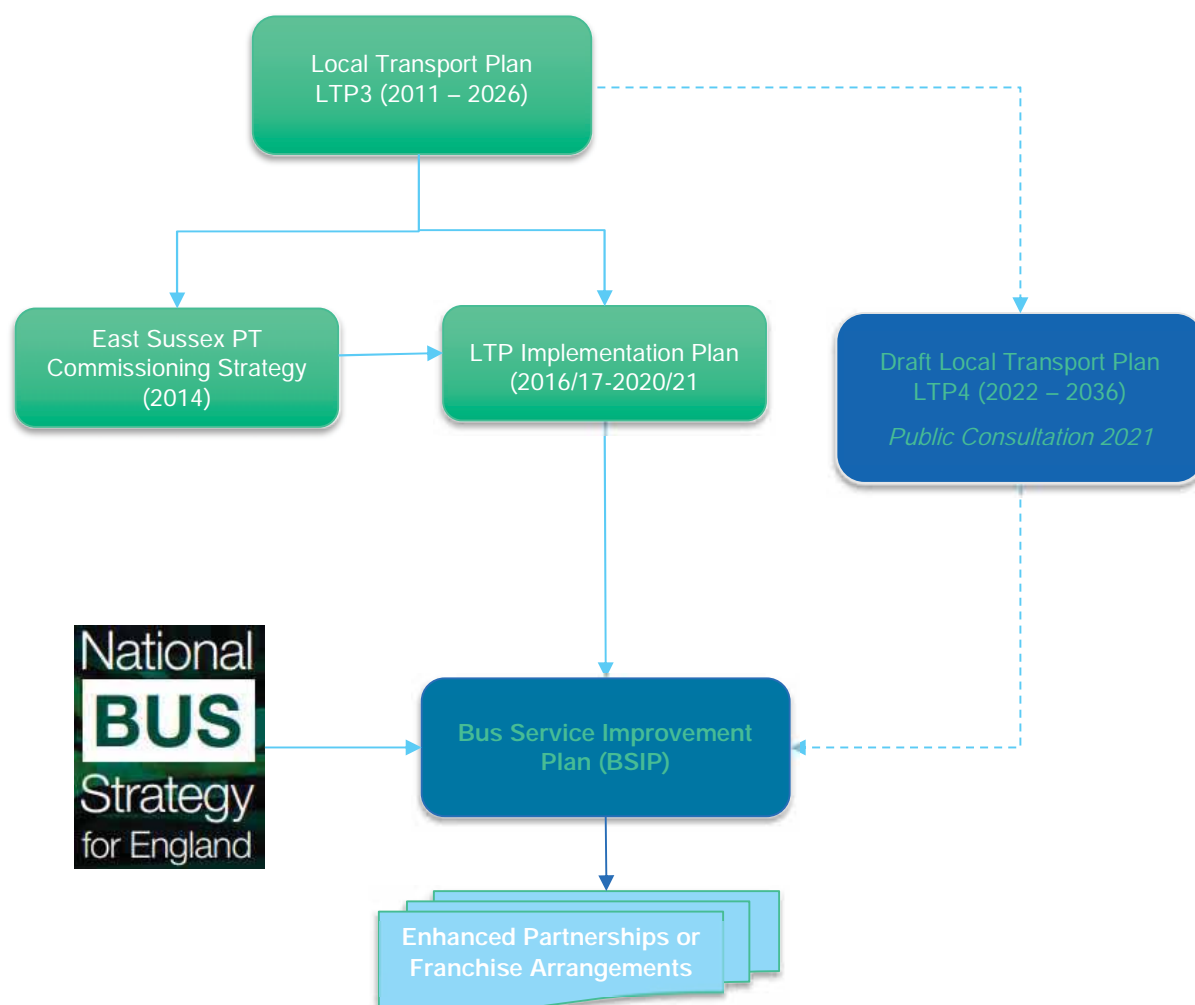 Local Transport Plan
LTP3 (2011 – 2026)
East Sussex PT
Commissioning Strategy
(2014)
LTP Implementation Plan
(2016/17-2020/21
Draft Local Transport Plan
LTP4 (2022 – 2036)
Public Consultation 2021
National
BUS
Strategy
for England
Bus Service Improvement
Plan (BSIP)
Enhanced Partnerships or
Franchise Arrangements